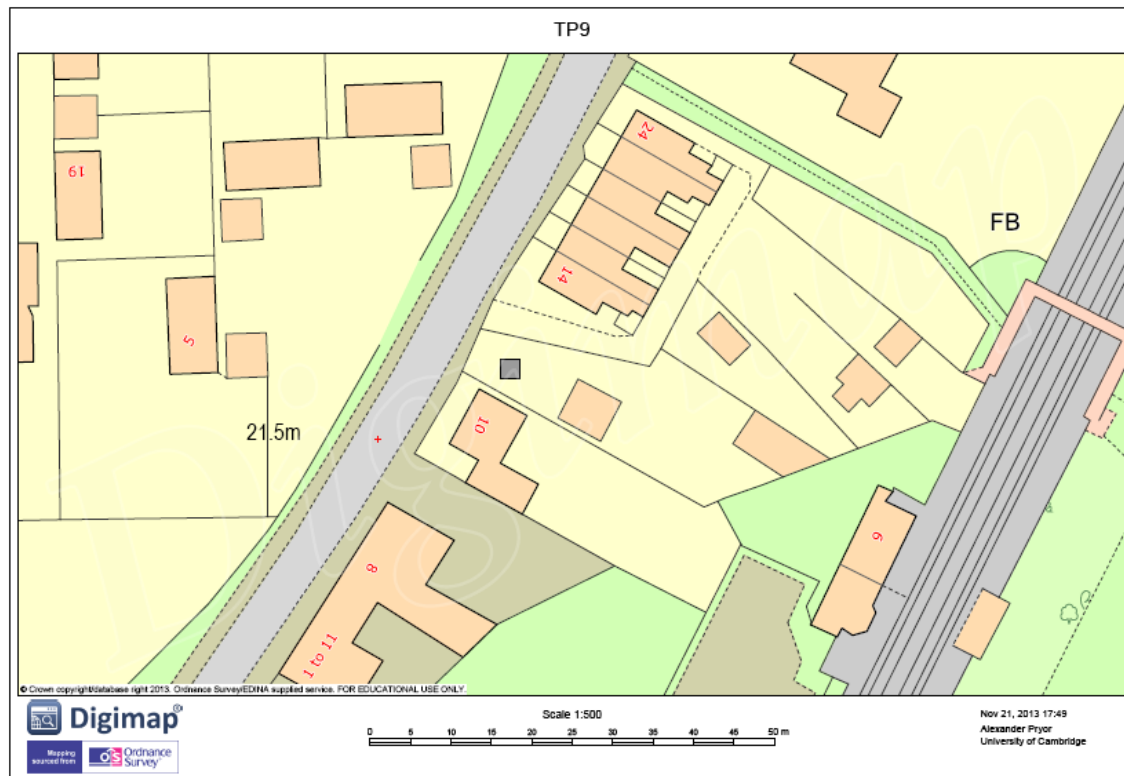 TP9
24
19
FB
14
5
10
21.5m
6
8
1 to 11
Digimap
© Crown copyright/database right 2013. Ordnance Survey/EDINA supplied service. FOR EDUCATIONAL USE ONLY.
Digimap®
Mapping sourced from
OS Ordnance Survey®
Scale 1:500
0 5 10 15 20 25 30 35 40 45 50 m
Nov 21, 2013 17:49
Alexander Pryor
University of Cambridge